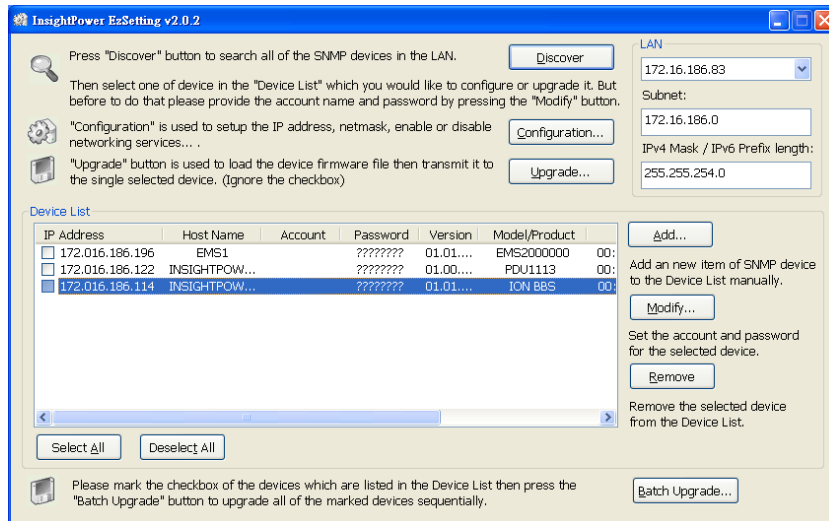 InsightPower EzSetting v2.0.2
Press "Discover" button to search all of the SNMP devices in the LAN.
Discover
Then select one of device in the "Device List" which you would like to configure or upgrade it. But
before to do that please provide the account name and password by pressing the "Modify" button.
"Configuration" is used to setup the IP address, netmask, enable or disable
networking services... .
Configuration...
"Upgrade" button is used to load the device firmware file then transmit it to
the single selected device. (Ignore the checkbox)
Upgrade...
LAN
172.16.186.83
Subnet:
172.16.186.0
IPv4 Mask / IPv6 Prefix length:
255.255.254.0
Device List
IP Address Host Name Account Password Version Model/Product
172.016.186.196 EMS1 ???????? 01.01.... EMS2000000 00:
172.016.186.122 INSIGHTPOW... ???????? 01.00.... PDU1113 00:
172.016.186.114 INSIGHTPOW... ???????? 01.01.... ION BBS 00:
Add...
Add an new item of SNMP device
to the Device List manually.
Modify...
Set the account and password
for the selected device.
Remove
Remove the selected device
from the Device List.
Select All
Deselect All
Please mark the checkbox of the devices which are listed in the Device List then press the
"Batch Upgrade" button to upgrade all of the marked devices sequentially.
Batch Upgrade...